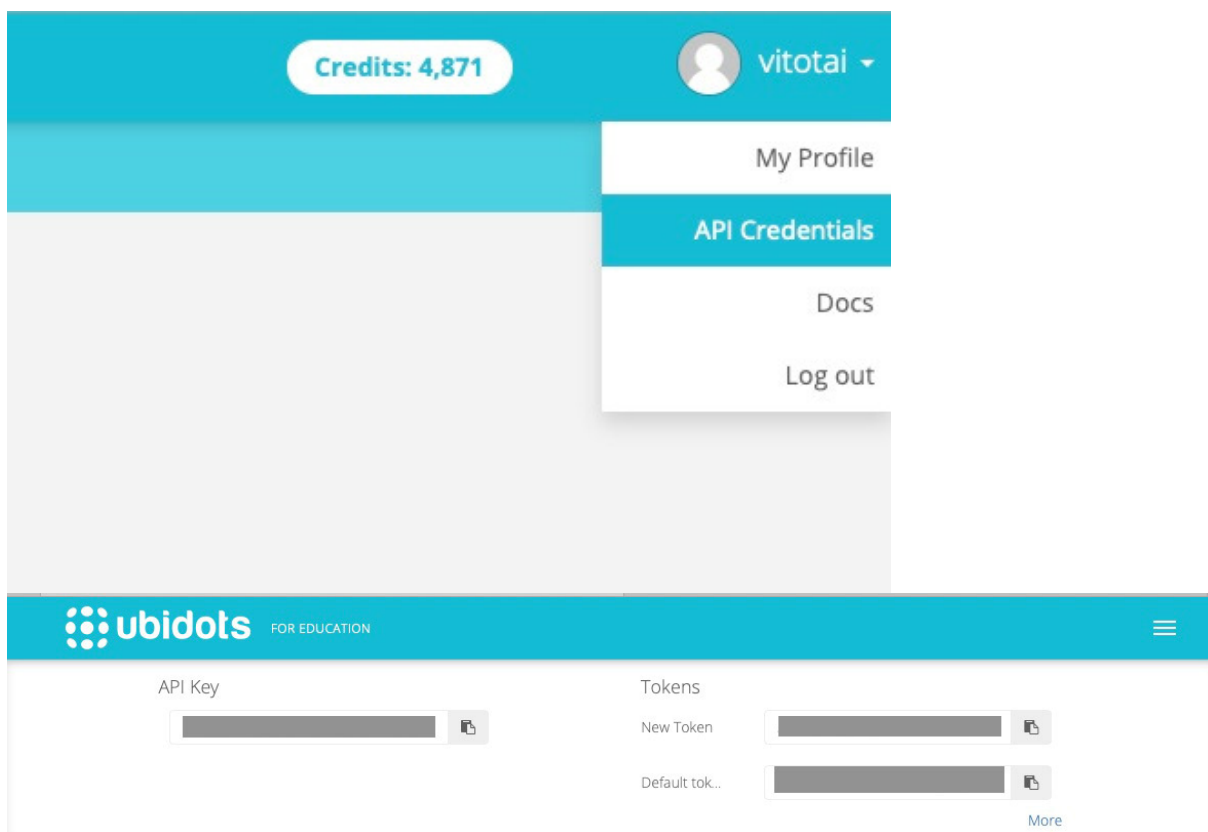 Credits: 4,871
vitotai
My Profile
API Credentials
Docs
Log out
ubidots FOR EDUCATION
API Key
Tokens
New Token
Default tok...
More